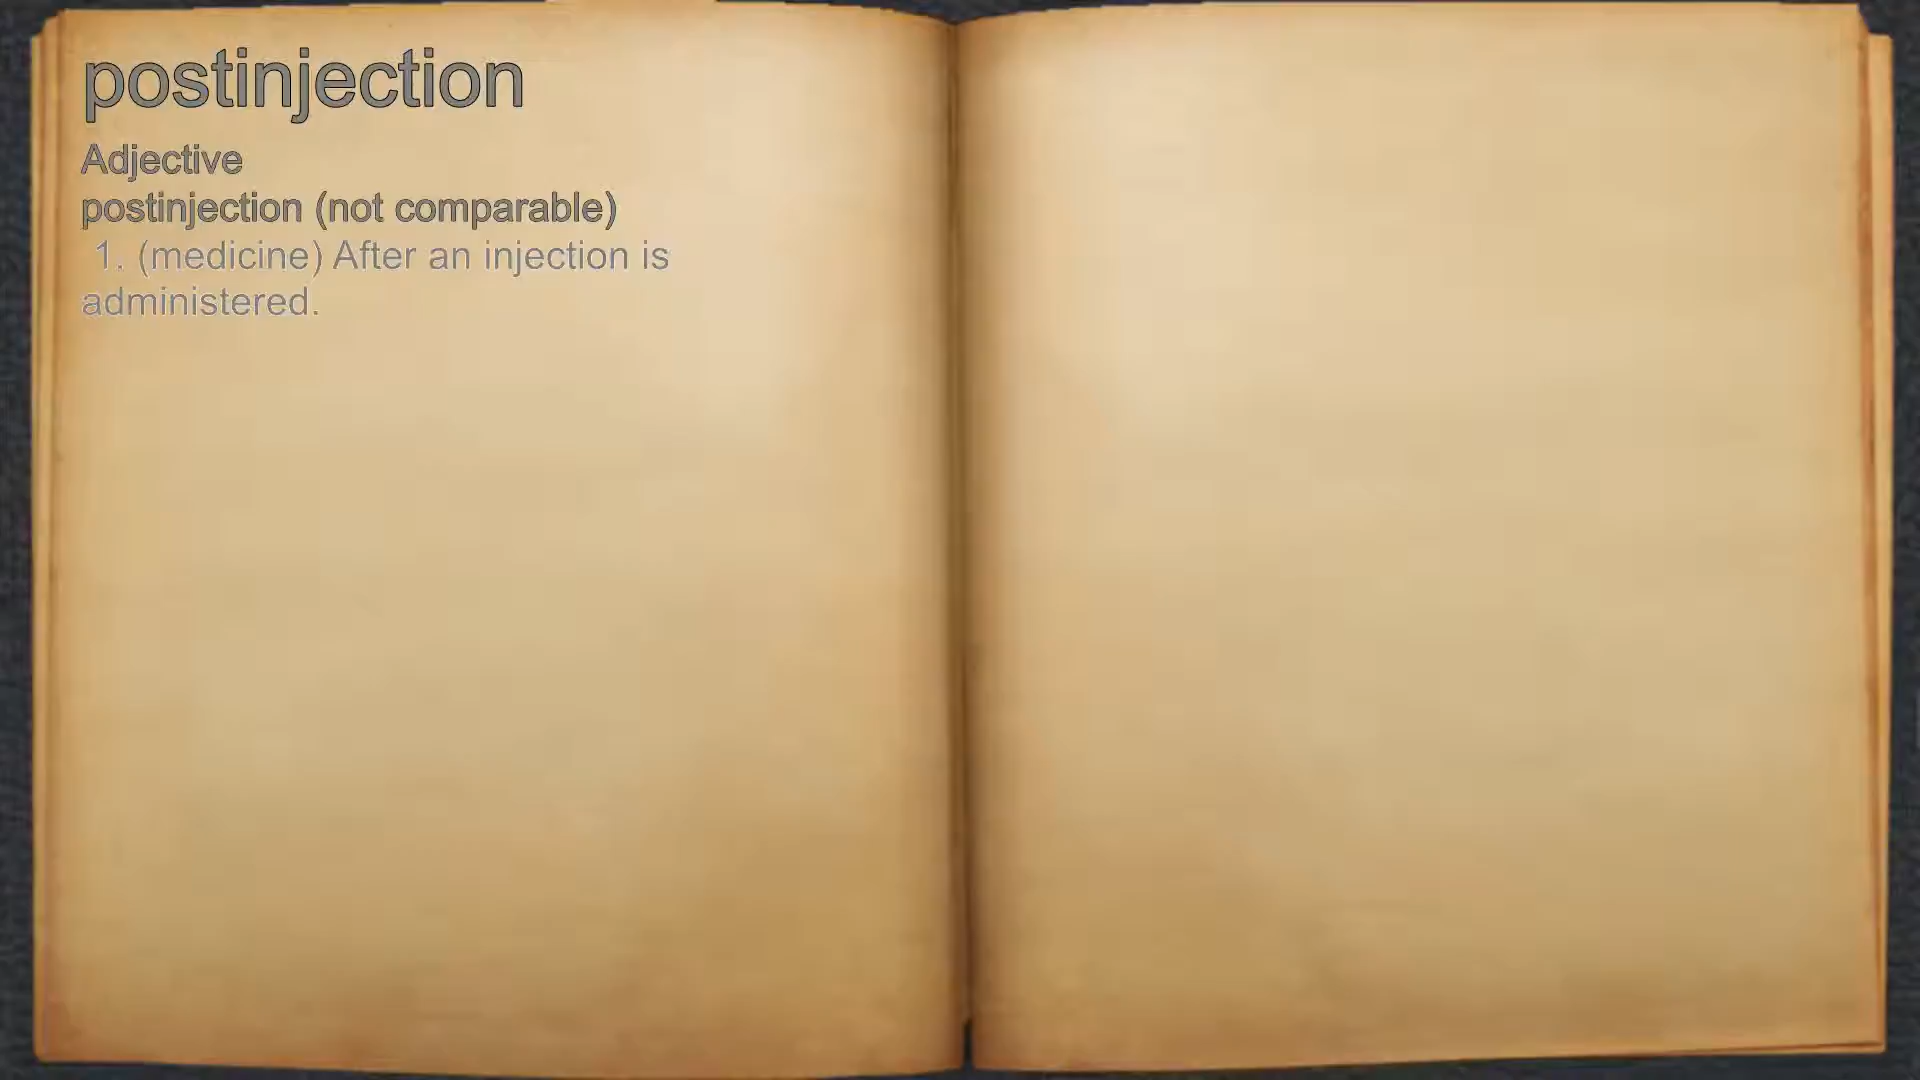 postinjection
Adjective
postinjection (not comparable)
1. (medicine) After an injection is
administered.